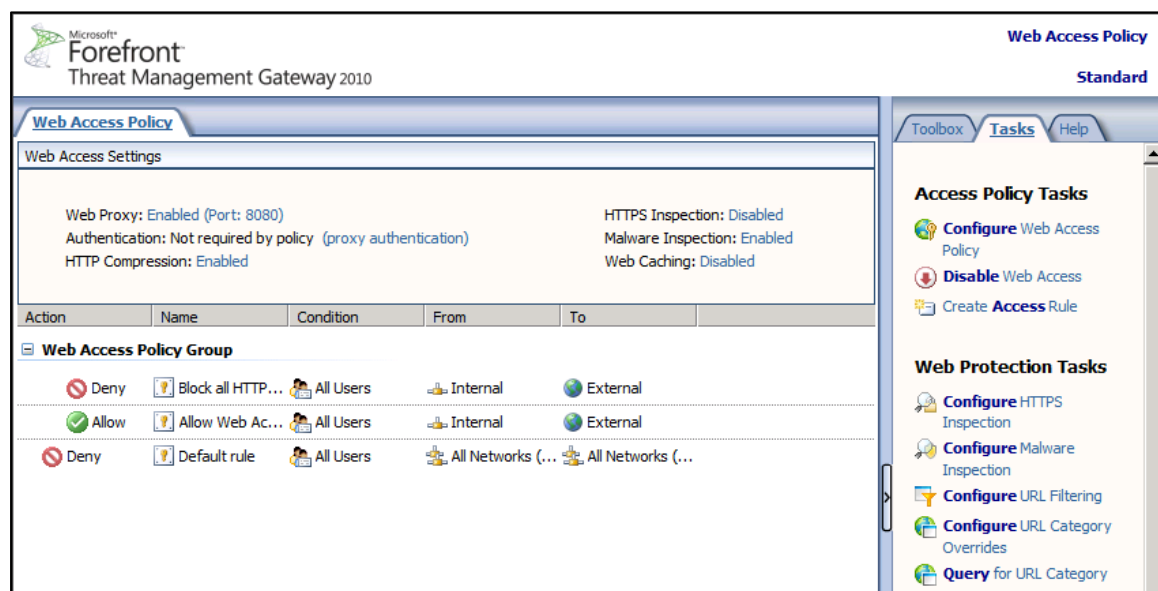 Microsoft®
Forefront™
Threat Management Gateway 2010
Web Access Policy
Standard
Web Access Policy
Web Access Settings
Web Proxy: Enabled (Port: 8080)
Authentication: Not required by policy (proxy authentication)
HTTP Compression: Enabled
HTTPS Inspection: Disabled
Malware Inspection: Enabled
Web Caching: Disabled
Action Name Condition From To
Web Access Policy Group
Deny Block all HTTP... All Users Internal External
Allow Allow Web Ac... All Users Internal External
Deny Default rule All Users All Networks (... All Networks (...
Toolbox Tasks Help
Access Policy Tasks
Configure Web Access
Policy
Disable Web Access
Create Access Rule
Web Protection Tasks
Configure HTTPS
Inspection
Configure Malware
Inspection
Configure URL Filtering
Configure URL Category
Overrides
Query for URL Category